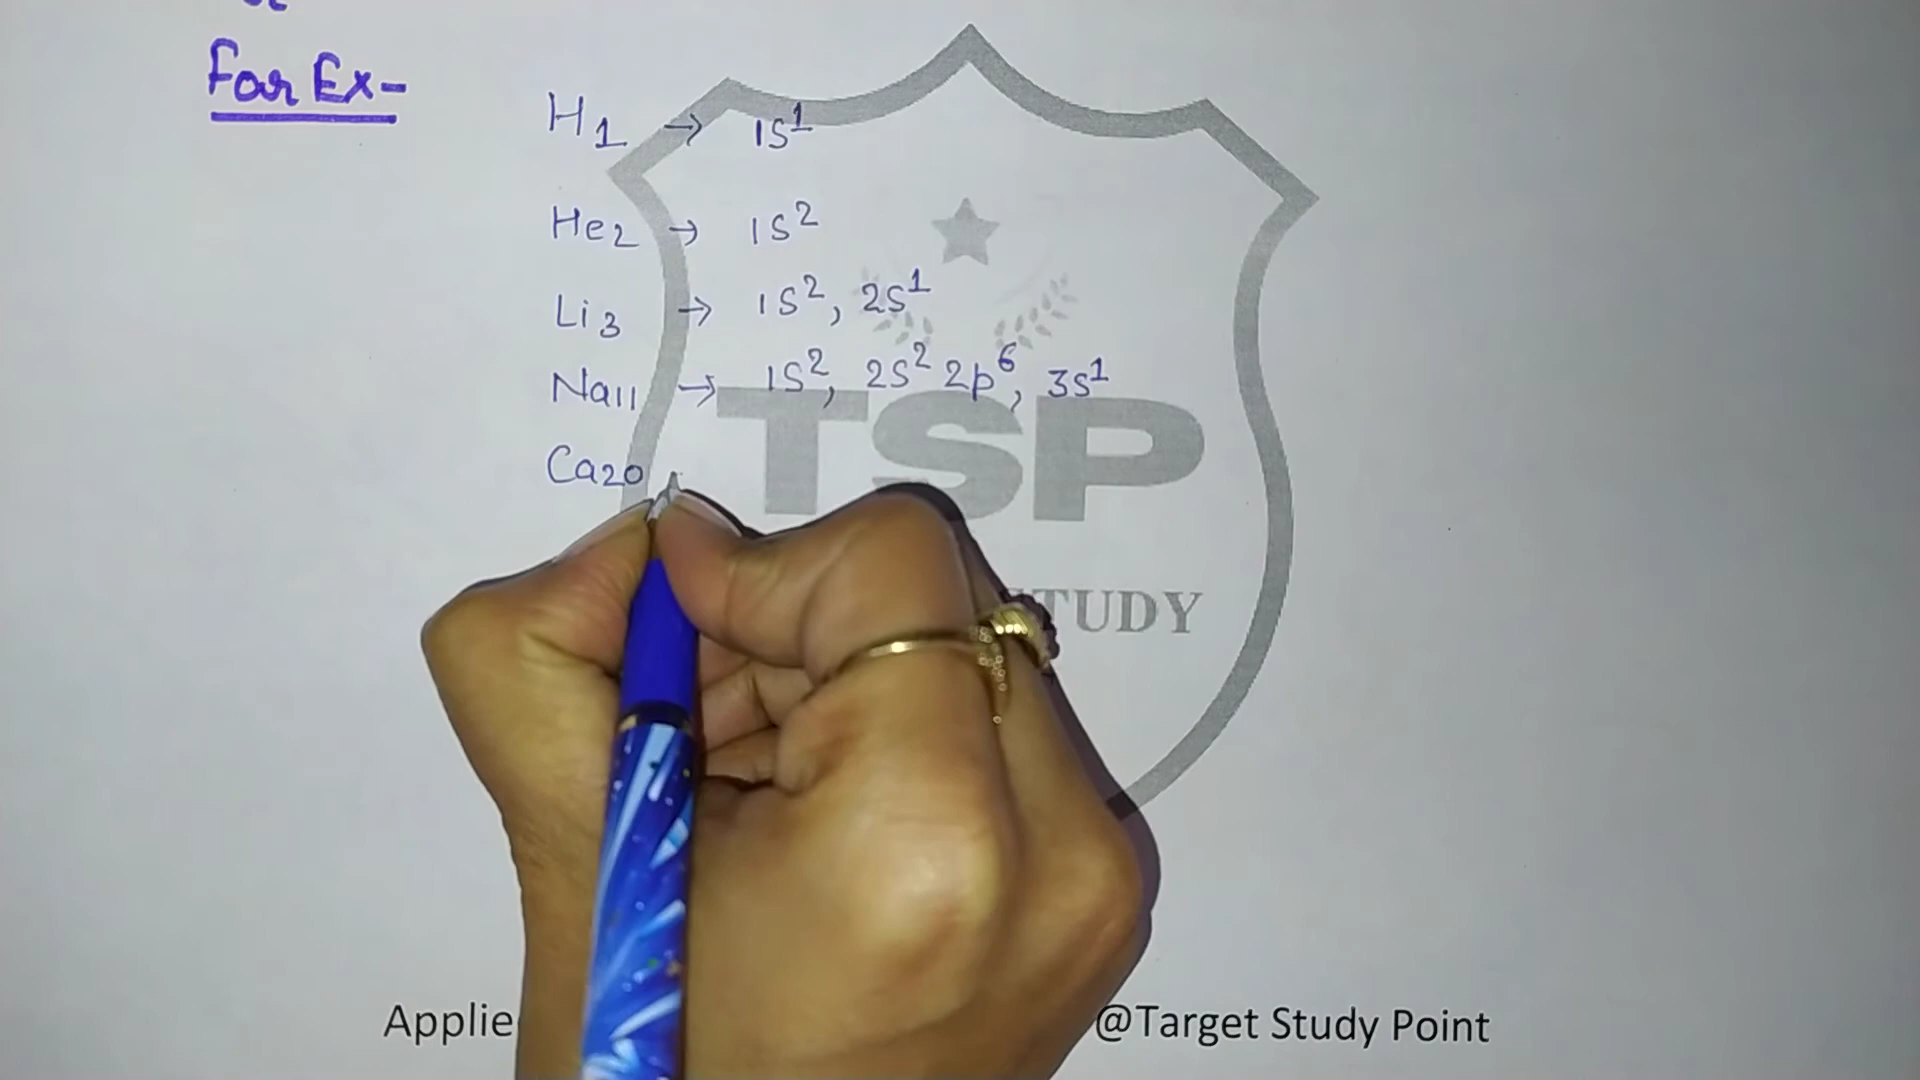 For Ex-
H1 → 1s¹
He2 → 1s²
Li3 → 1s², 2s¹
Na11 → 1s², 2s² 2p⁶, 3s¹
Ca20
TSP
TUDY
Applie
@Target Study Point